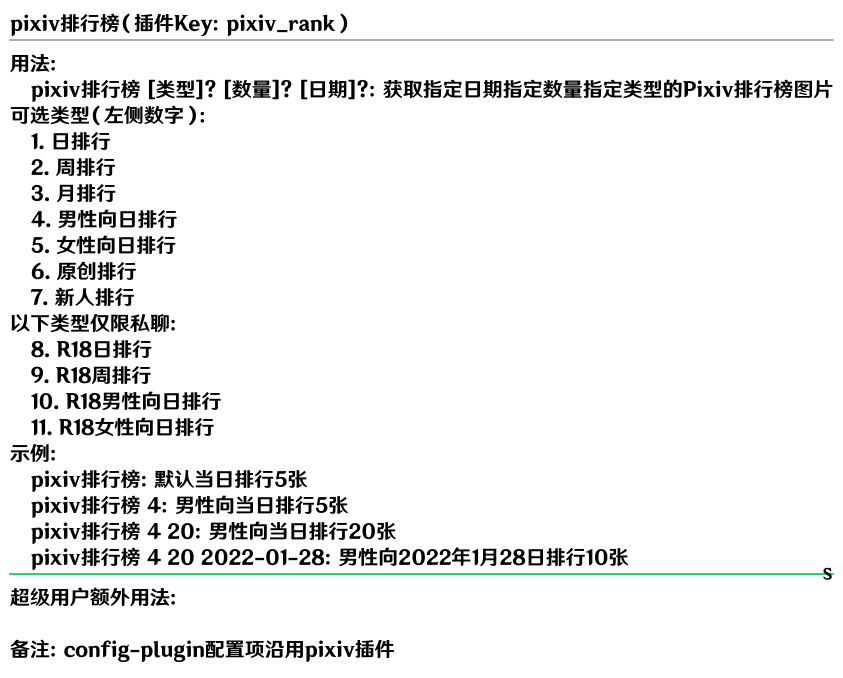 pixiv排行榜(插件Key: pixiv_rank)
用法:
pixiv排行榜 [类型]? [数量]? [日期]?: 获取指定日期指定数量指定类型的Pixiv排行榜图片
可选类型(左侧数字):
1. 日排行
2. 周排行
3. 月排行
4. 男性向日排行
5. 女性向日排行
6. 原创排行
7. 新人排行
以下类型仅限私聊:
8. R18日排行
9. R18周排行
10. R18男性向日排行
11. R18女性向日排行
示例:
pixiv排行榜: 默认当日排行5张
pixiv排行榜 4: 男性向当日排行5张
pixiv排行榜 4 20: 男性向当日排行20张
pixiv排行榜 4 20 2022-01-28: 男性向2022年1月28日排行10张
S
超级用户额外用法:
备注: config-plugin配置项沿用pixiv插件